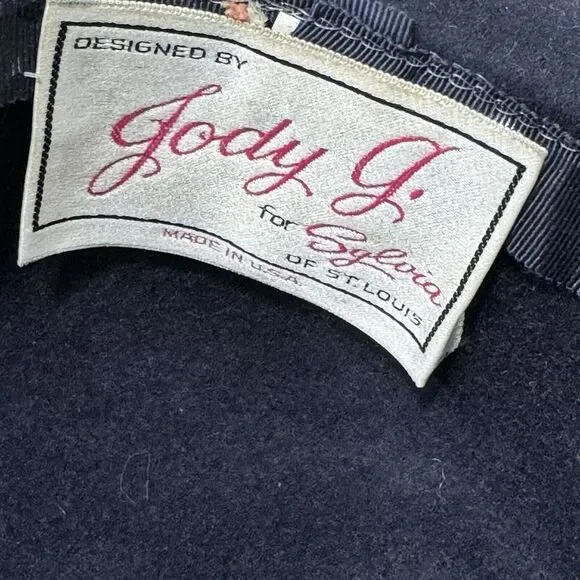 DESIGNED BY
Jody G.
for Sylvia
OF ST. LOUIS
MADE IN U.S.A.